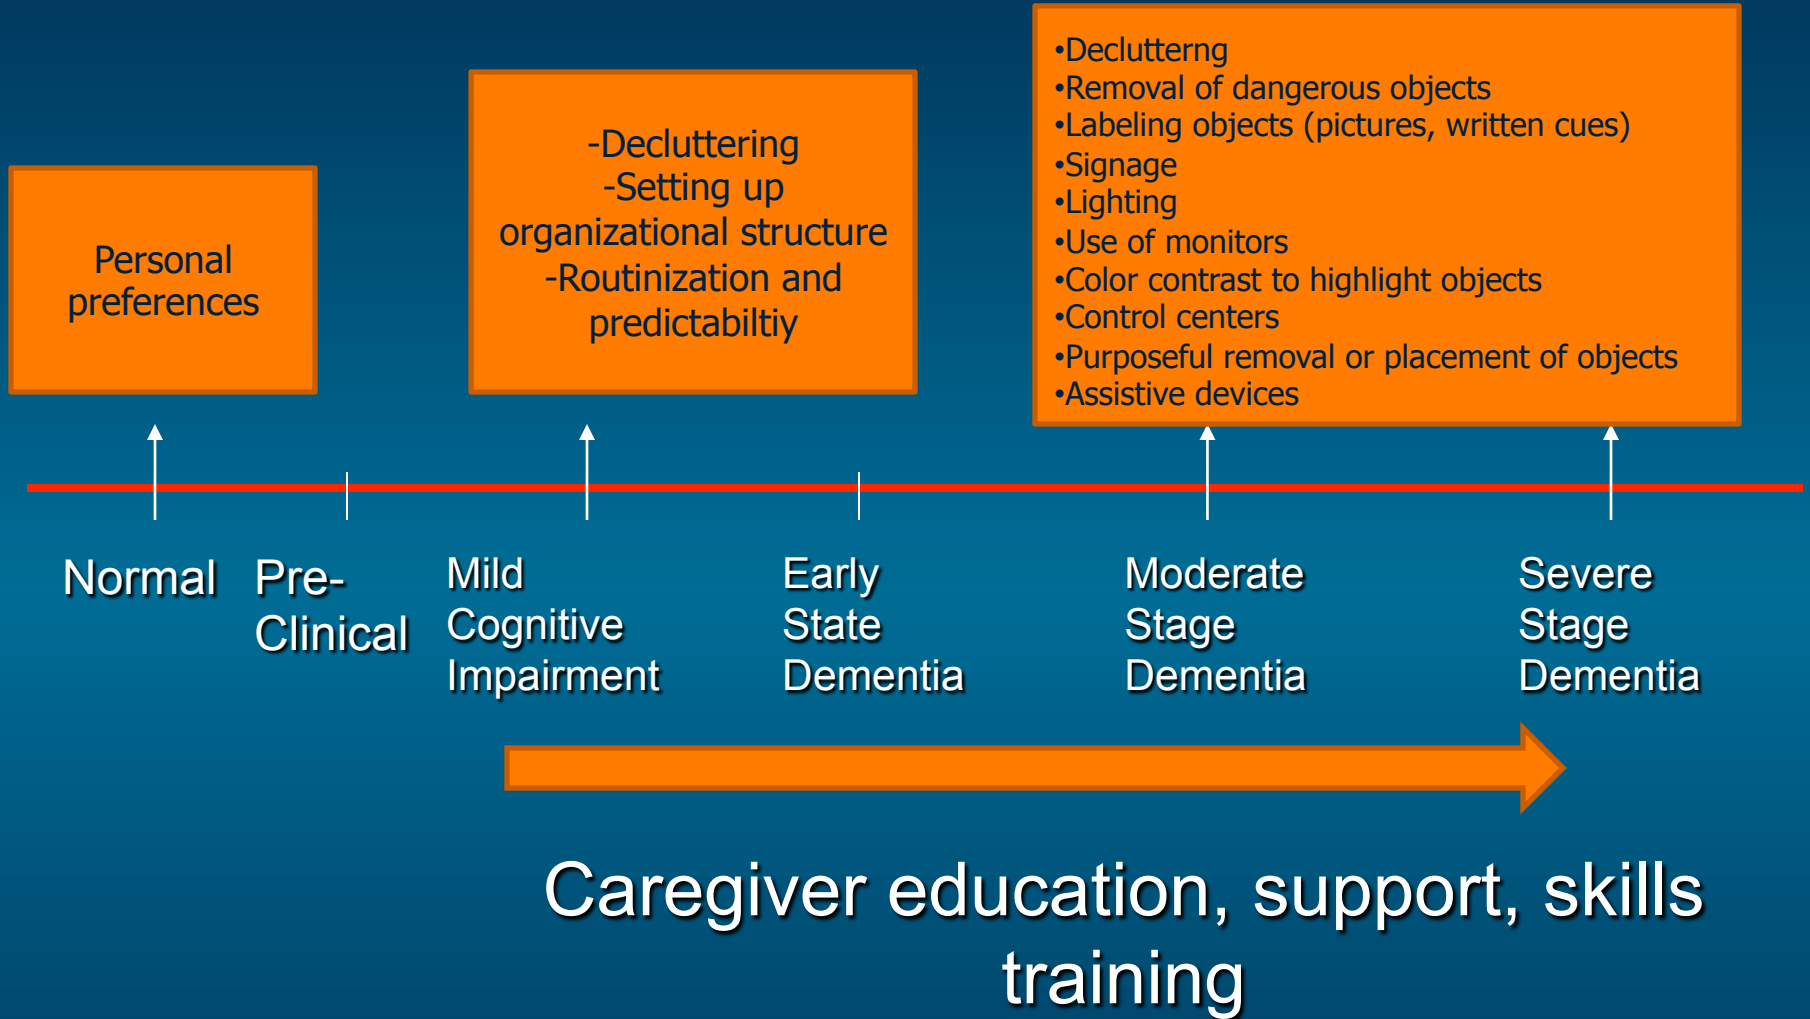 Personal
preferences
-Decluttering
-Setting up
organizational structure
-Routinization and
predictabiltiy
•Declutterng
•Removal of dangerous objects
•Labeling objects (pictures, written cues)
•Signage
•Lighting
•Use of monitors
•Color contrast to highlight objects
•Control centers
•Purposeful removal or placement of objects
•Assistive devices
Normal
Pre-
Clinical
Mild
Cognitive
Impairment
Early
State
Dementia
Moderate
Stage
Dementia
Severe
Stage
Dementia
Caregiver education, support, skills
training